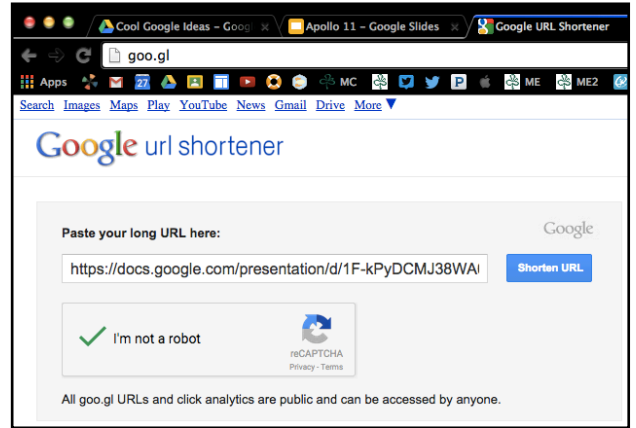 Cool Google Ideas – Goog
Apollo 11 – Google Slides
Google URL Shortener
goo.gl
Apps 27 MC P ME ME2
Search Images Maps Play YouTube News Gmail Drive More ▼
Google url shortener
Google
Paste your long URL here:
https://docs.google.com/presentation/d/1F-kPyDCMJ38WA
Shorten URL
I'm not a robot
reCAPTCHA
Privacy - Terms
All goo.gl URLs and click analytics are public and can be accessed by anyone.